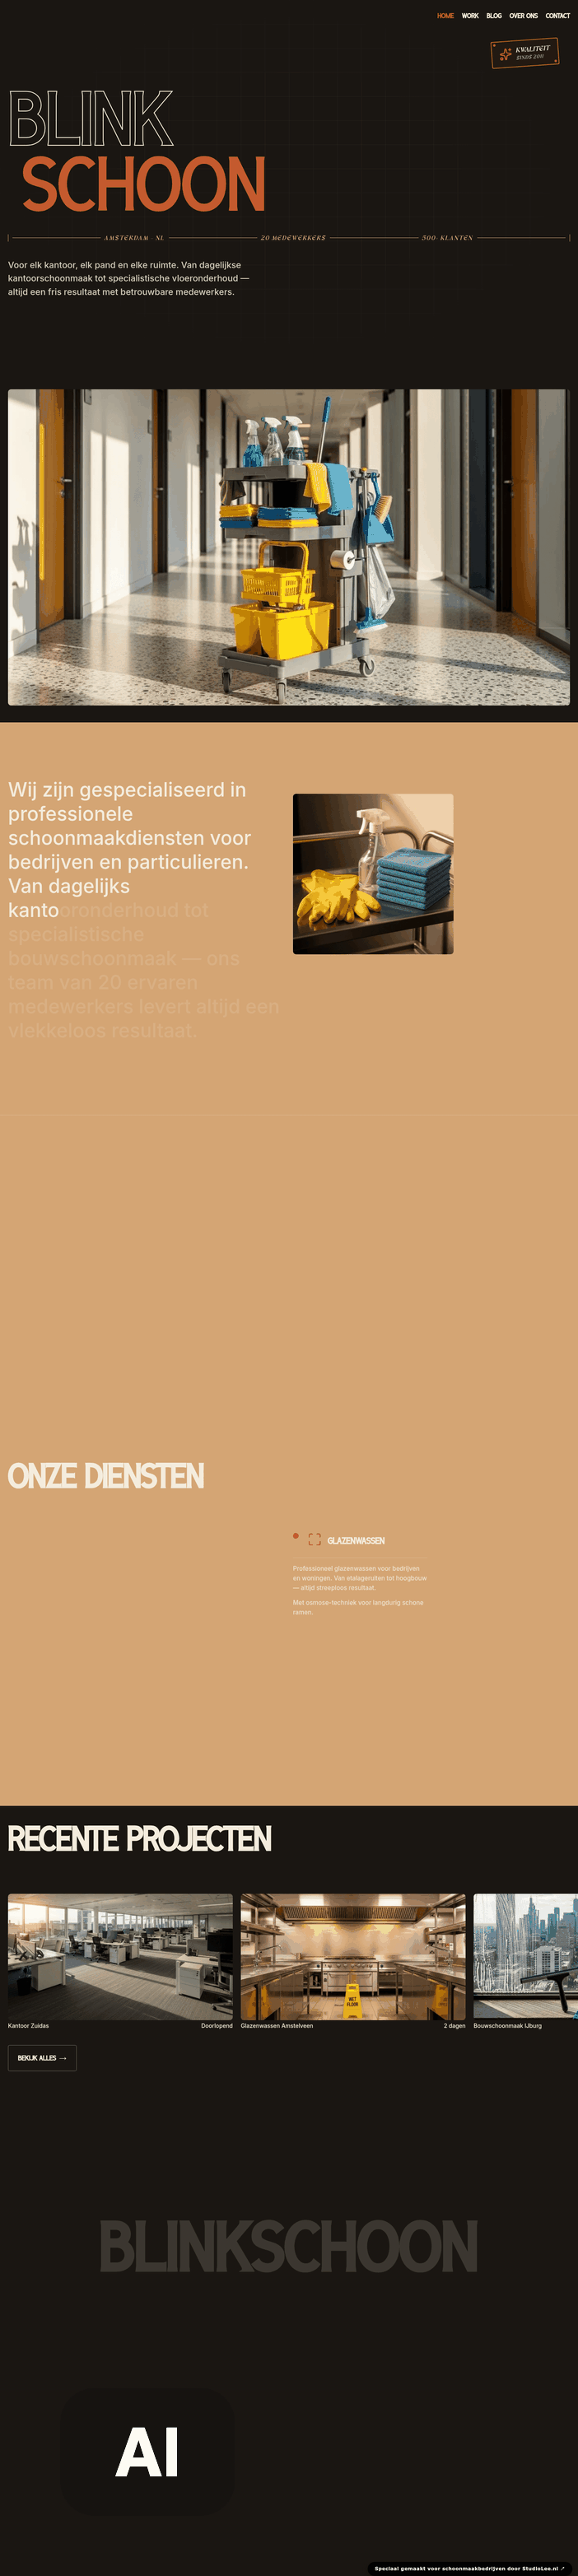 HOME WORK BLOG OVER ONS CONTACT
KWALITEIT
SINDS 2011
BLINK
SCHOON
AMSTERDAM · NL
20 MEDEWERKERS
500+ KLANTEN
Voor elk kantoor, elk pand en elke ruimte. Van dagelijkse
kantoorschoonmaak tot specialistische vloeronderhoud —
altijd een fris resultaat met betrouwbare medewerkers.
Wij zijn gespecialiseerd in
professionele
schoonmaakdiensten voor
bedrijven en particulieren.
Van dagelijks
kantooronderhoud tot
specialistische
bouwschoonmaak — ons
team van 20 ervaren
medewerkers levert altijd een
vlekkeloos resultaat.
ONZE DIENSTEN
GLAZENWASSEN
Professioneel glazenwassen voor bedrijven
en woningen. Van etalageruiten tot hoogbouw
— altijd streeploos resultaat.
Met osmose-techniek voor langdurig schone
ramen.
RECENTE PROJECTEN
WET
FLOOR
Kantoor Zuidas Doorlopend
Glazenwassen Amstelveen 2 dagen
Bouwschoonmaak IJburg
BEKIJK ALLES →
BLINKSCHOON
AI
Speciaal gemaakt voor schoonmaakbedrijven door StudioLeo.nl ↗